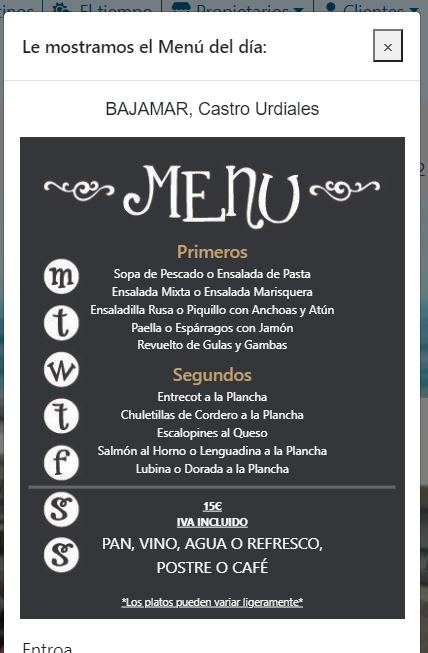 El tiempo
Propietarios
Clientes
Le mostramos el Menú del día:
×
BAJAMAR, Castro Urdiales
MENU
Primeros
m
Sopa de Pescado o Ensalada de Pasta
Ensalada Mixta o Ensalada Marisquera
t
Ensaladilla Rusa o Piquillo con Anchoas y Atún
Paella o Espárragos con Jamón
Revuelto de Gulas y Gambas
w
Segundos
Entrecot a la Plancha
t
Chuletillas de Cordero a la Plancha
Escalopines al Queso
f
Salmón al Horno o Lenguadina a la Plancha
Lubina o Dorada a la Plancha
s
15€
IVA INCLUIDO
s
PAN, VINO, AGUA O REFRESCO,
POSTRE O CAFÉ
*Los platos pueden variar ligeramente*